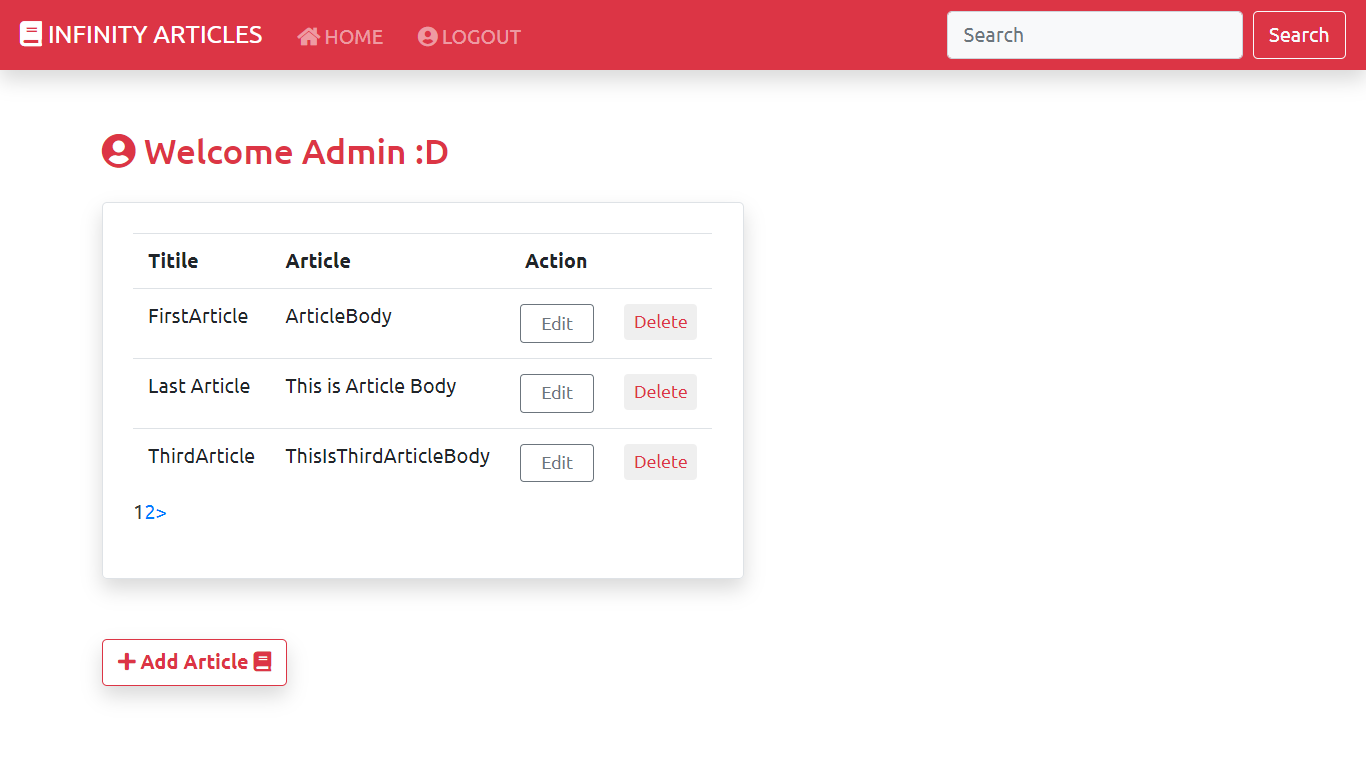 INFINITY ARTICLES HOME LOGOUT Search Search
Welcome Admin :D
Titile Article Action
FirstArticle ArticleBody Edit Delete
Last Article This is Article Body Edit Delete
ThirdArticle ThisIsThirdArticleBody Edit Delete
12>
+ Add Article